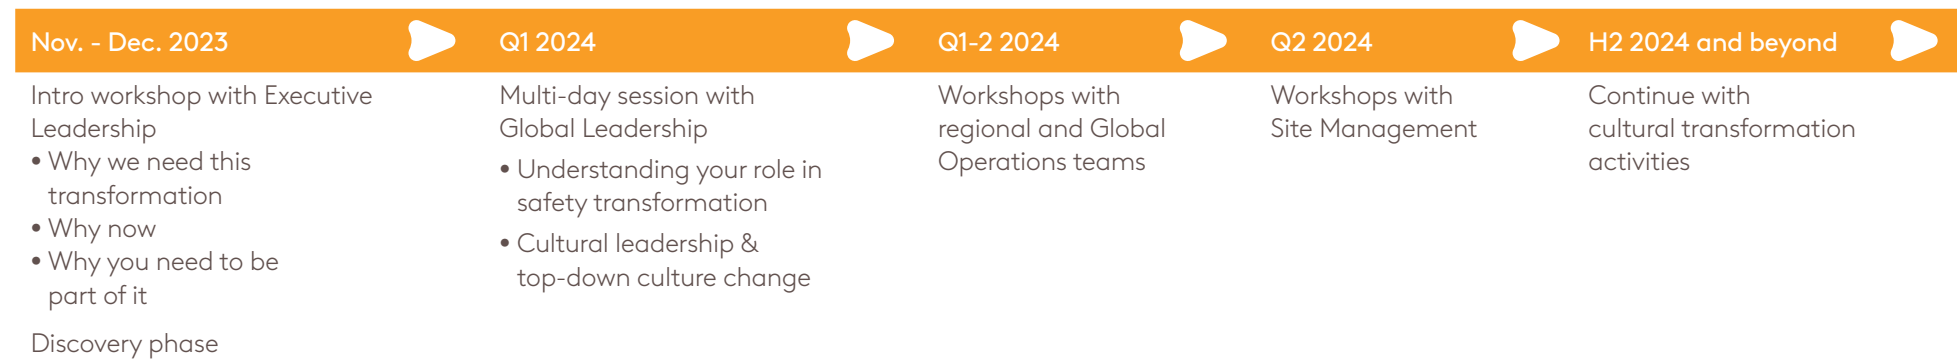 Nov. - Dec. 2023
Intro workshop with Executive
Leadership
• Why we need this
transformation
• Why now
• Why you need to be
part of it
Discovery phase
Q1 2024
Multi-day session with
Global Leadership
• Understanding your role in
safety transformation
• Cultural leadership &
top-down culture change
Q1-2 2024
Workshops with
regional and Global
Operations teams
Q2 2024
Workshops with
Site Management
H2 2024 and beyond
Continue with
cultural transformation
activities